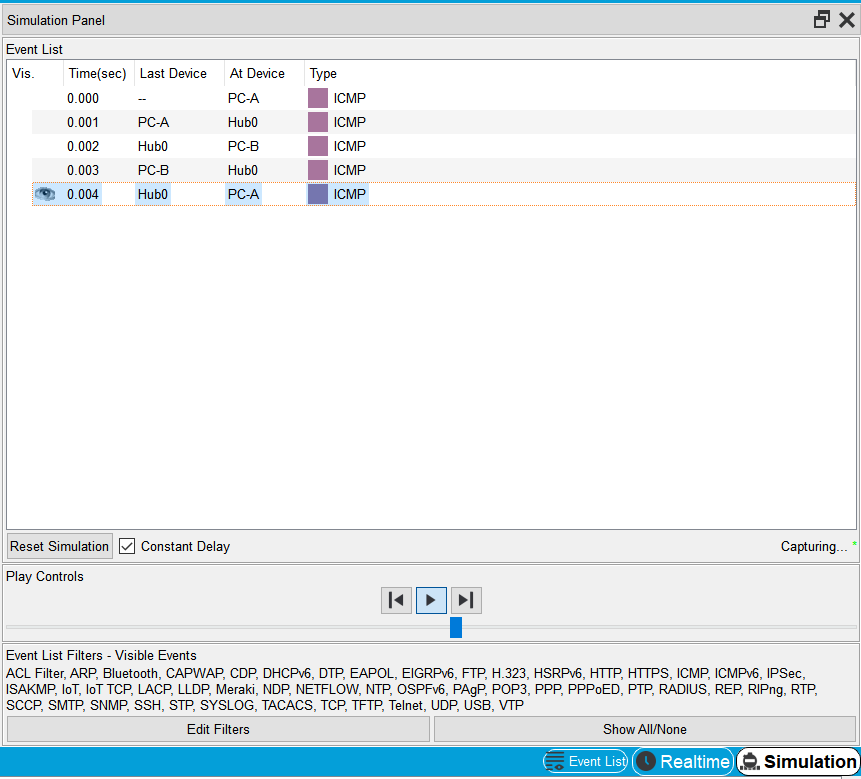 Simulation Panel
Event List
Vis. Time(sec) Last Device At Device Type
0.000 -- PC-A ICMP
0.001 PC-A Hub0 ICMP
0.002 Hub0 PC-B ICMP
0.003 PC-B Hub0 ICMP
0.004 Hub0 PC-A ICMP
Reset Simulation Constant Delay Capturing... *
Play Controls
Event List Filters - Visible Events
ACL Filter, ARP, Bluetooth, CAPWAP, CDP, DHCPv6, DTP, EAPOL, EIGRPv6, FTP, H.323, HSRPv6, HTTP, HTTPS, ICMP, ICMPv6, IPSec,
ISAKMP, IoT, IoT TCP, LACP, LLDP, Meraki, NDP, NETFLOW, NTP, OSPFv6, PAgP, POP3, PPP, PPPoED, PTP, RADIUS, REP, RIPng, RTP,
SCCP, SMTP, SNMP, SSH, STP, SYSLOG, TACACS, TCP, TFTP, Telnet, UDP, USB, VTP
Edit Filters Show All/None
Event List Realtime Simulation